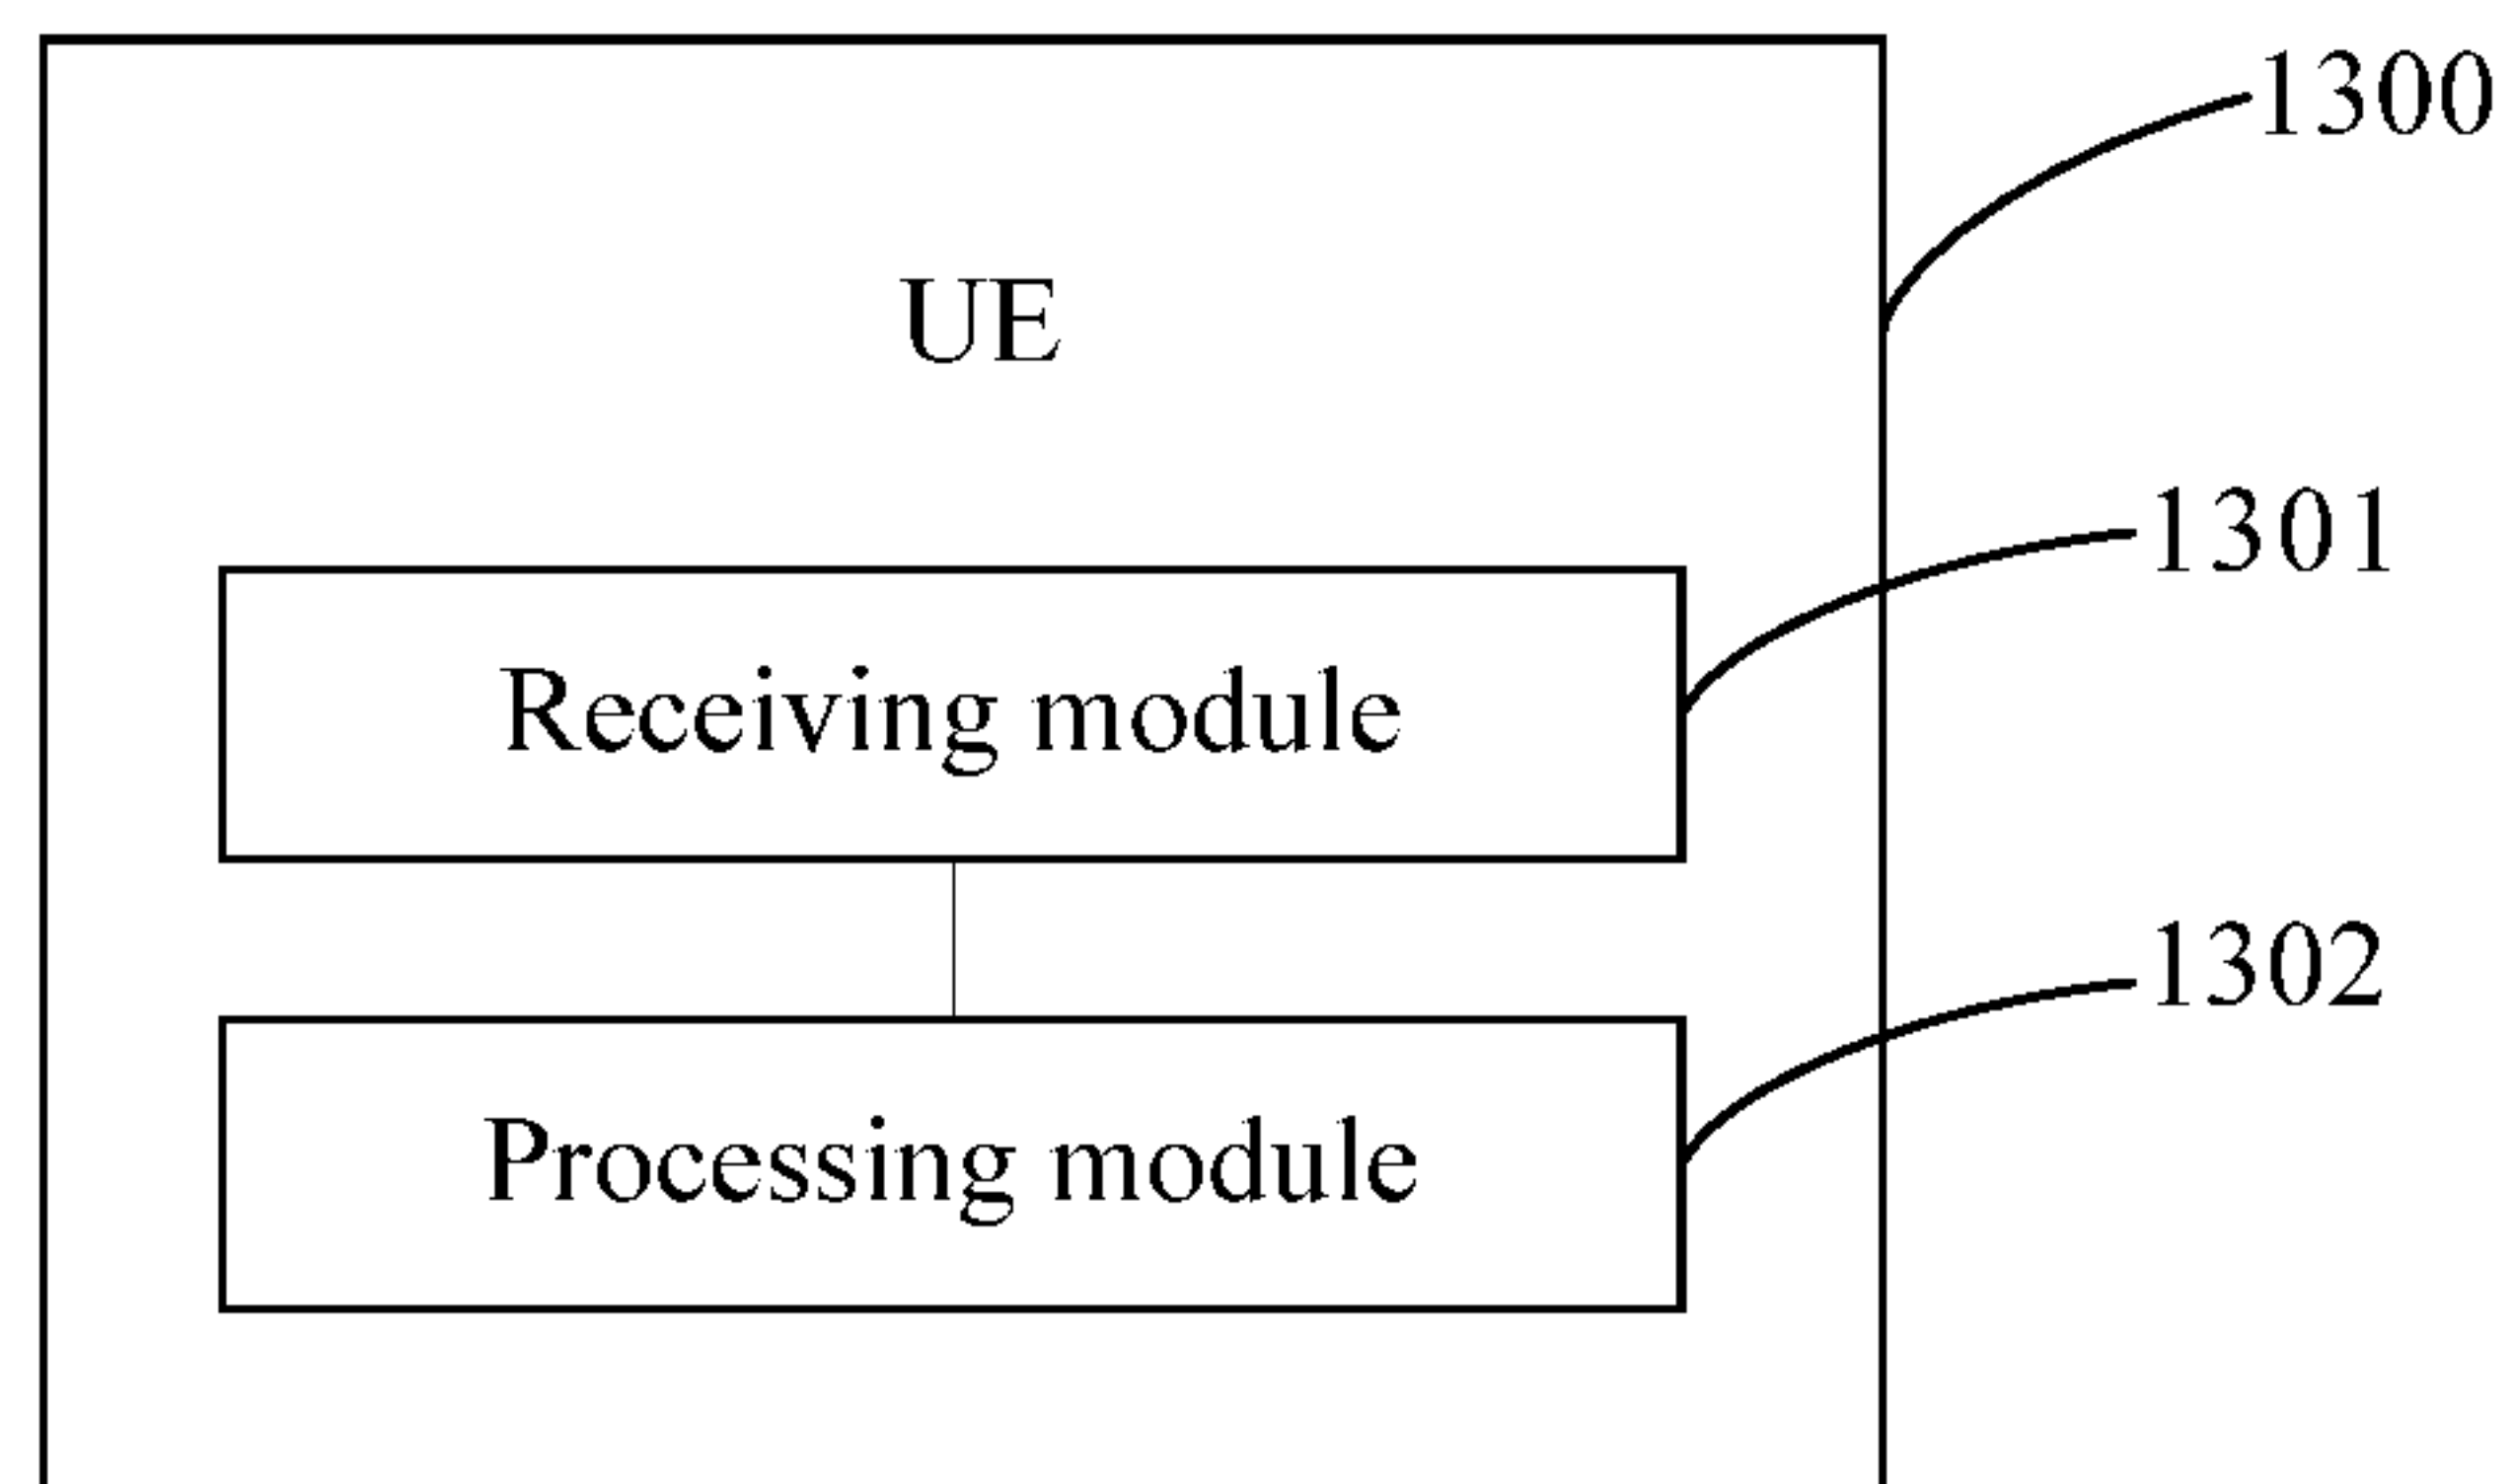 1300
UE
1301
Receiving module
1302
Processing module